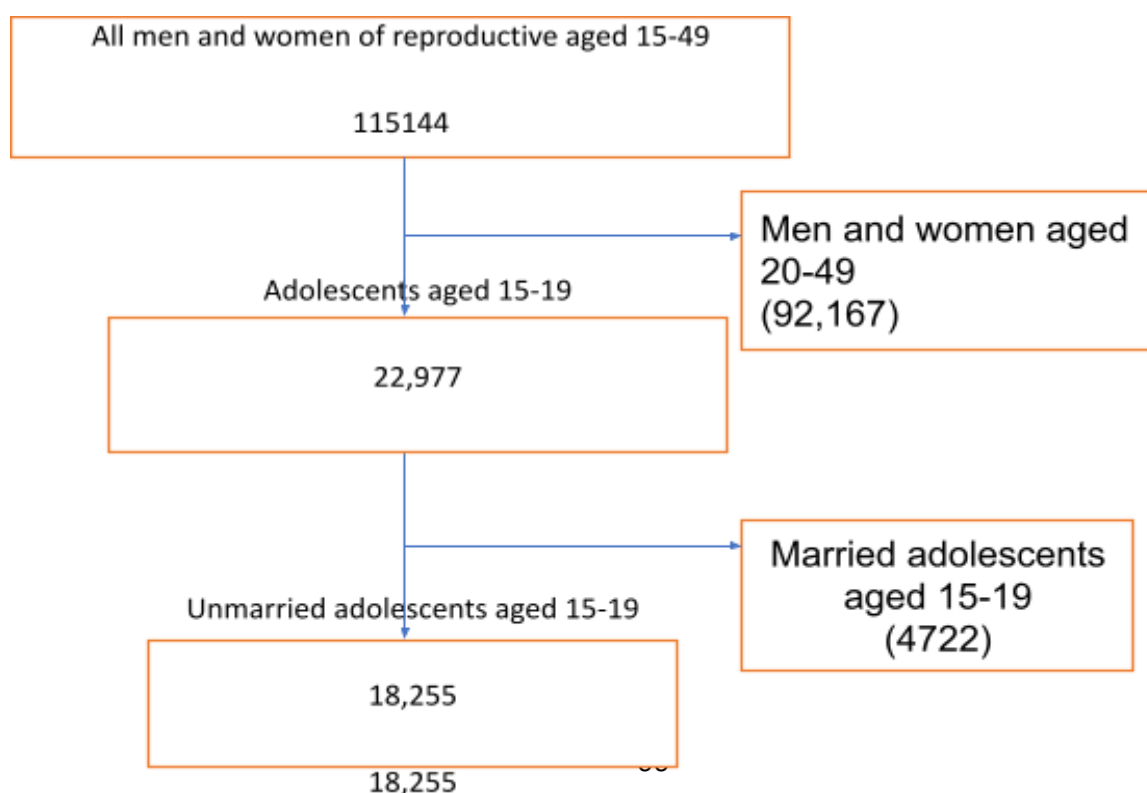 All men and women of reproductive aged 15-49
115144
Men and women aged
20-49
(92,167)
Adolescents aged 15-19
22,977
Married adolescents
aged 15-19
(4722)
Unmarried adolescents aged 15-19
18,255
18,255